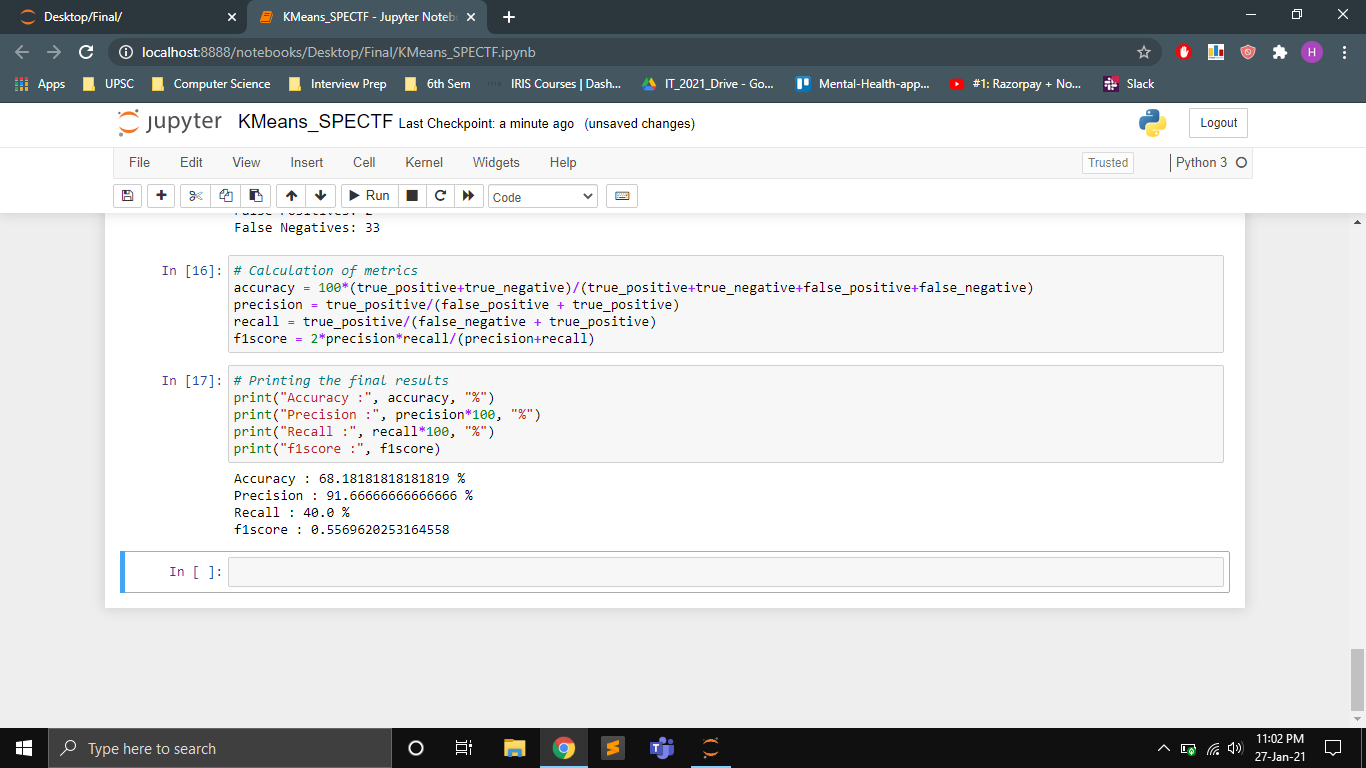 Desktop/Final/
KMeans_SPECTF - Jupyter Noteb
localhost:8888/notebooks/Desktop/Final/KMeans_SPECTF.ipynb
H
Apps
UPSC
Computer Science
Interview Prep
6th Sem
IRIS Courses | Dash...
IT_2021_Drive - Go...
Mental-Health-app...
#1: Razorpay + No...
Slack
jupyter KMeans_SPECTF Last Checkpoint: a minute ago (unsaved changes)
Logout
File Edit View Insert Cell Kernel Widgets Help
Trusted
Python 3
Run
Code
False Positives: 2
False Negatives: 33
In [16]: # Calculation of metrics
accuracy = 100*(true_positive+true_negative)/(true_positive+true_negative+false_positive+false_negative)
precision = true_positive/(false_positive + true_positive)
recall = true_positive/(false_negative + true_positive)
f1score = 2*precision*recall/(precision+recall)
In [17]: # Printing the final results
print("Accuracy :", accuracy, "%")
print("Precision :", precision*100, "%")
print("Recall :", recall*100, "%")
print("f1score :", f1score)
Accuracy : 68.18181818181819 %
Precision : 91.66666666666666 %
Recall : 40.0 %
f1score : 0.5569620253164558
In [ ]:
Type here to search
11:02 PM
27-Jan-21